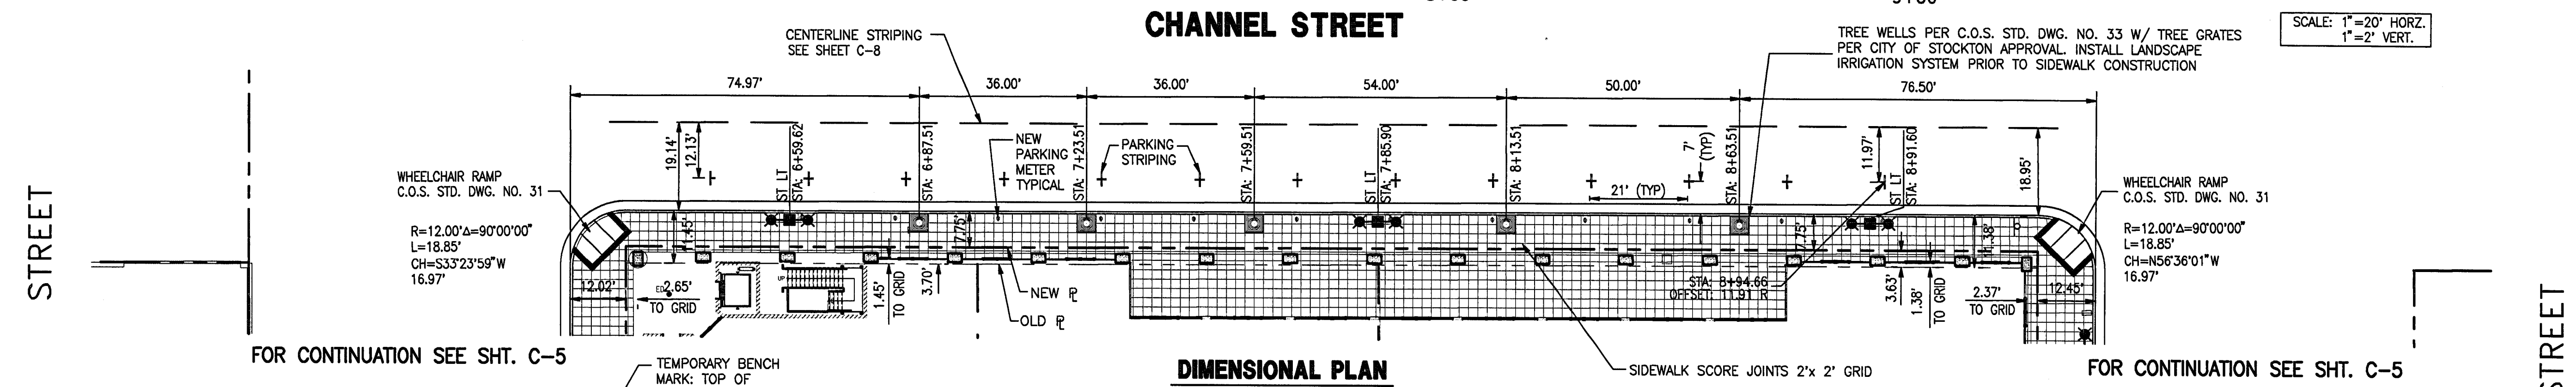 CHANNEL STREET
SCALE: 1"=20' HORZ.
1"=2' VERT.
CENTERLINE STRIPING
SEE SHEET C-8
TREE WELLS PER C.O.S. STD. DWG. NO. 33 W/ TREE GRATES
PER CITY OF STOCKTON APPROVAL. INSTALL LANDSCAPE
IRRIGATION SYSTEM PRIOR TO SIDEWALK CONSTRUCTION
74.97'
36.00'
36.00'
54.00'
50.00'
76.50'
19.14'
12.13'
ST LT
STA: 6+59.62
STA: 6+87.51
NEW
PARKING
METER
TYPICAL
STA: 7+23.51
PARKING
STRIPING
STA: 7+59.51
ST LT
STA: 7+85.90
STA: 8+13.51
21' (TYP)
7'
(TYP)
STA: 8+63.51
11.97'
ST LT
STA: 8+91.60
18.95'
WHEELCHAIR RAMP
C.O.S. STD. DWG. NO. 31
R=12.00'Δ=90°00'00"
L=18.85'
CH=S33°23'59"W
16.97'
WHEELCHAIR RAMP
C.O.S. STD. DWG. NO. 31
R=12.00'Δ=90°00'00"
L=18.85'
CH=N56°36'01"W
16.97'
STREET
STREET
11.45'
7.75'
7.75'
11.38'
12.02'
ED
2.65'
TO GRID
UP
1.45'
TO GRID
3.70'
NEW ℙ
OLD ℙ
STA: 8+94.66
OFFSET: 11.91 R
3.63'
1.38'
TO GRID
2.37'
TO GRID
12.45'
FOR CONTINUATION SEE SHT. C-5
TEMPORARY BENCH
MARK: TOP OF
DIMENSIONAL PLAN
SIDEWALK SCORE JOINTS 2'x 2' GRID
FOR CONTINUATION SEE SHT. C-5